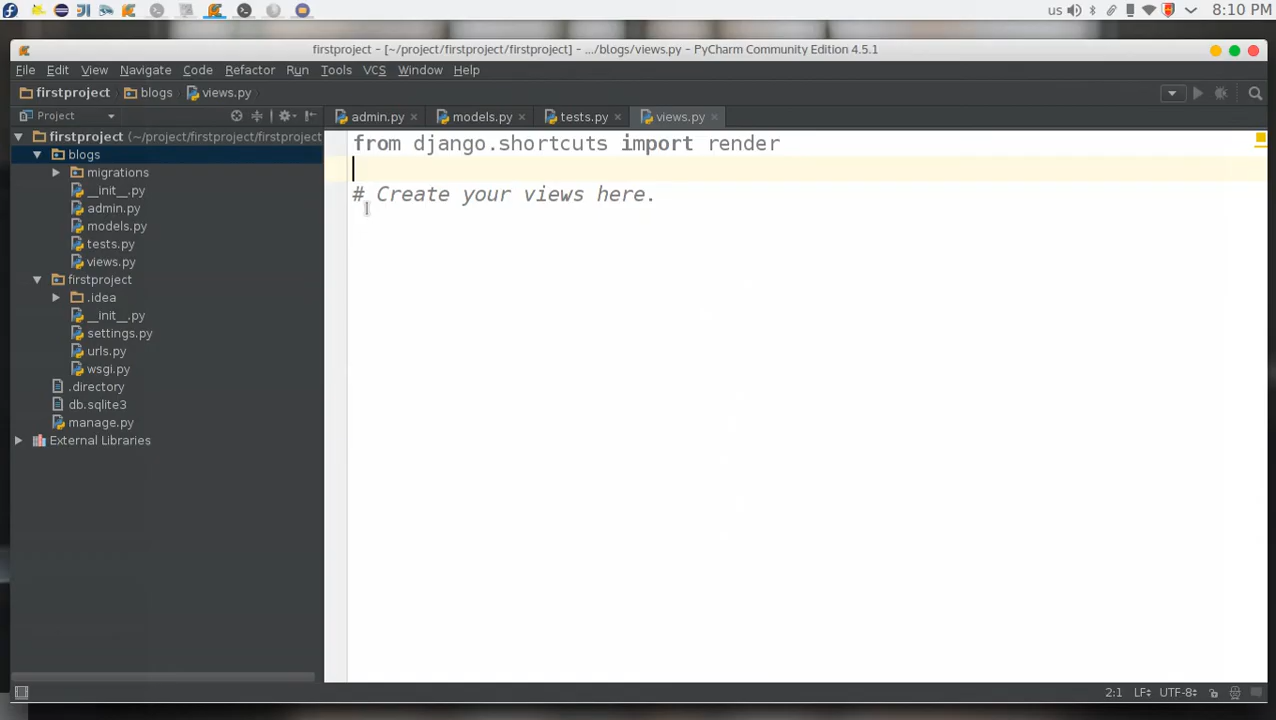 us 8:10 PM
firstproject - [~/project/firstproject/firstproject] - .../blogs/views.py - PyCharm Community Edition 4.5.1
File Edit View Navigate Code Refactor Run Tools VCS Window Help
firstproject blogs views.py
Project
admin.py models.py tests.py views.py
firstproject (~/project/firstproject/firstproject
blogs
migrations
__init__.py
admin.py
models.py
tests.py
views.py
firstproject
.idea
__init__.py
settings.py
urls.py
wsgi.py
.directory
db.sqlite3
manage.py
External Libraries
from django.shortcuts import render
# Create your views here.
2:1 LF UTF-8